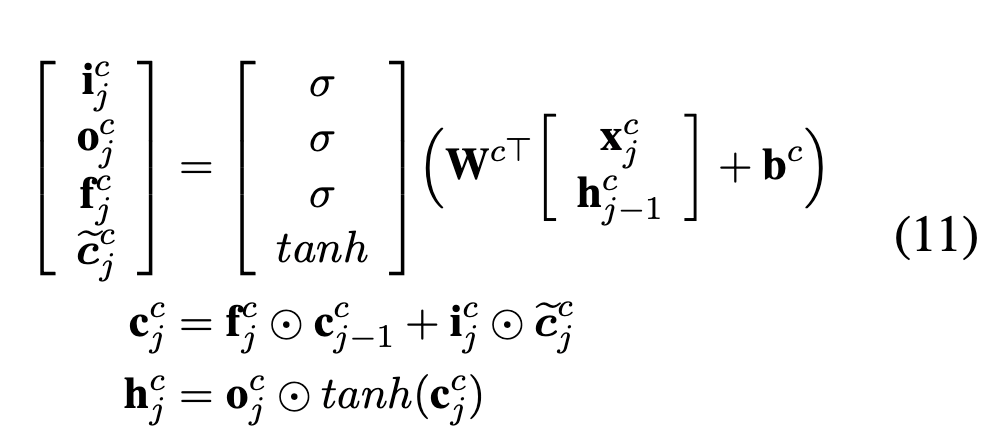 [ i_j^c o_j^c f_j^c c̃_j^c ] = [ σ σ σ tanh ] ( W^{c⊤} [ x_j^c h_{j−1}^c ] + b^c ) (11)
c_j^c = f_j^c ⊙ c_{j−1}^c + i_j^c ⊙ c̃_j^c
h_j^c = o_j^c ⊙ tanh(c_j^c)